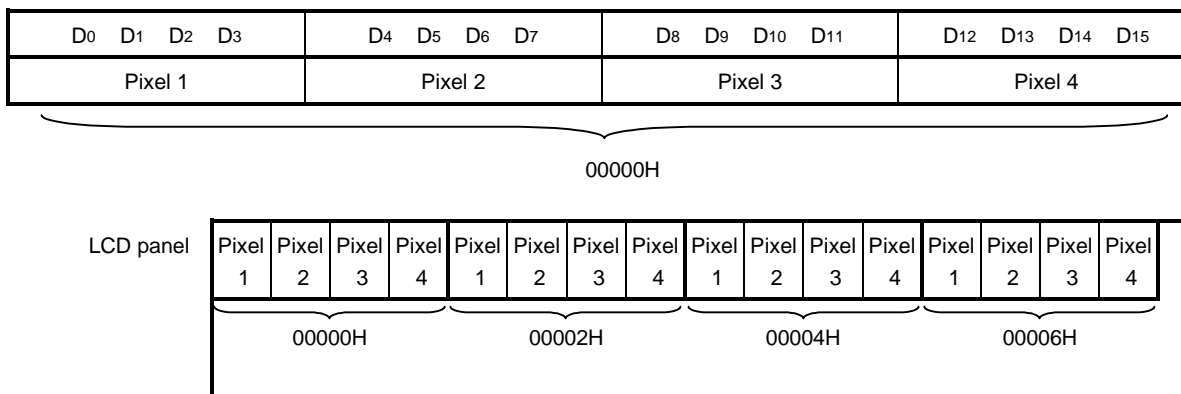 D0 D1 D2 D3 D4 D5 D6 D7 D8 D9 D10 D11 D12 D13 D14 D15
Pixel 1 Pixel 2 Pixel 3 Pixel 4
00000H
LCD panel Pixel Pixel Pixel Pixel Pixel Pixel Pixel Pixel Pixel Pixel Pixel Pixel Pixel Pixel Pixel Pixel
1 2 3 4 1 2 3 4 1 2 3 4 1 2 3 4
00000H 00002H 00004H 00006H